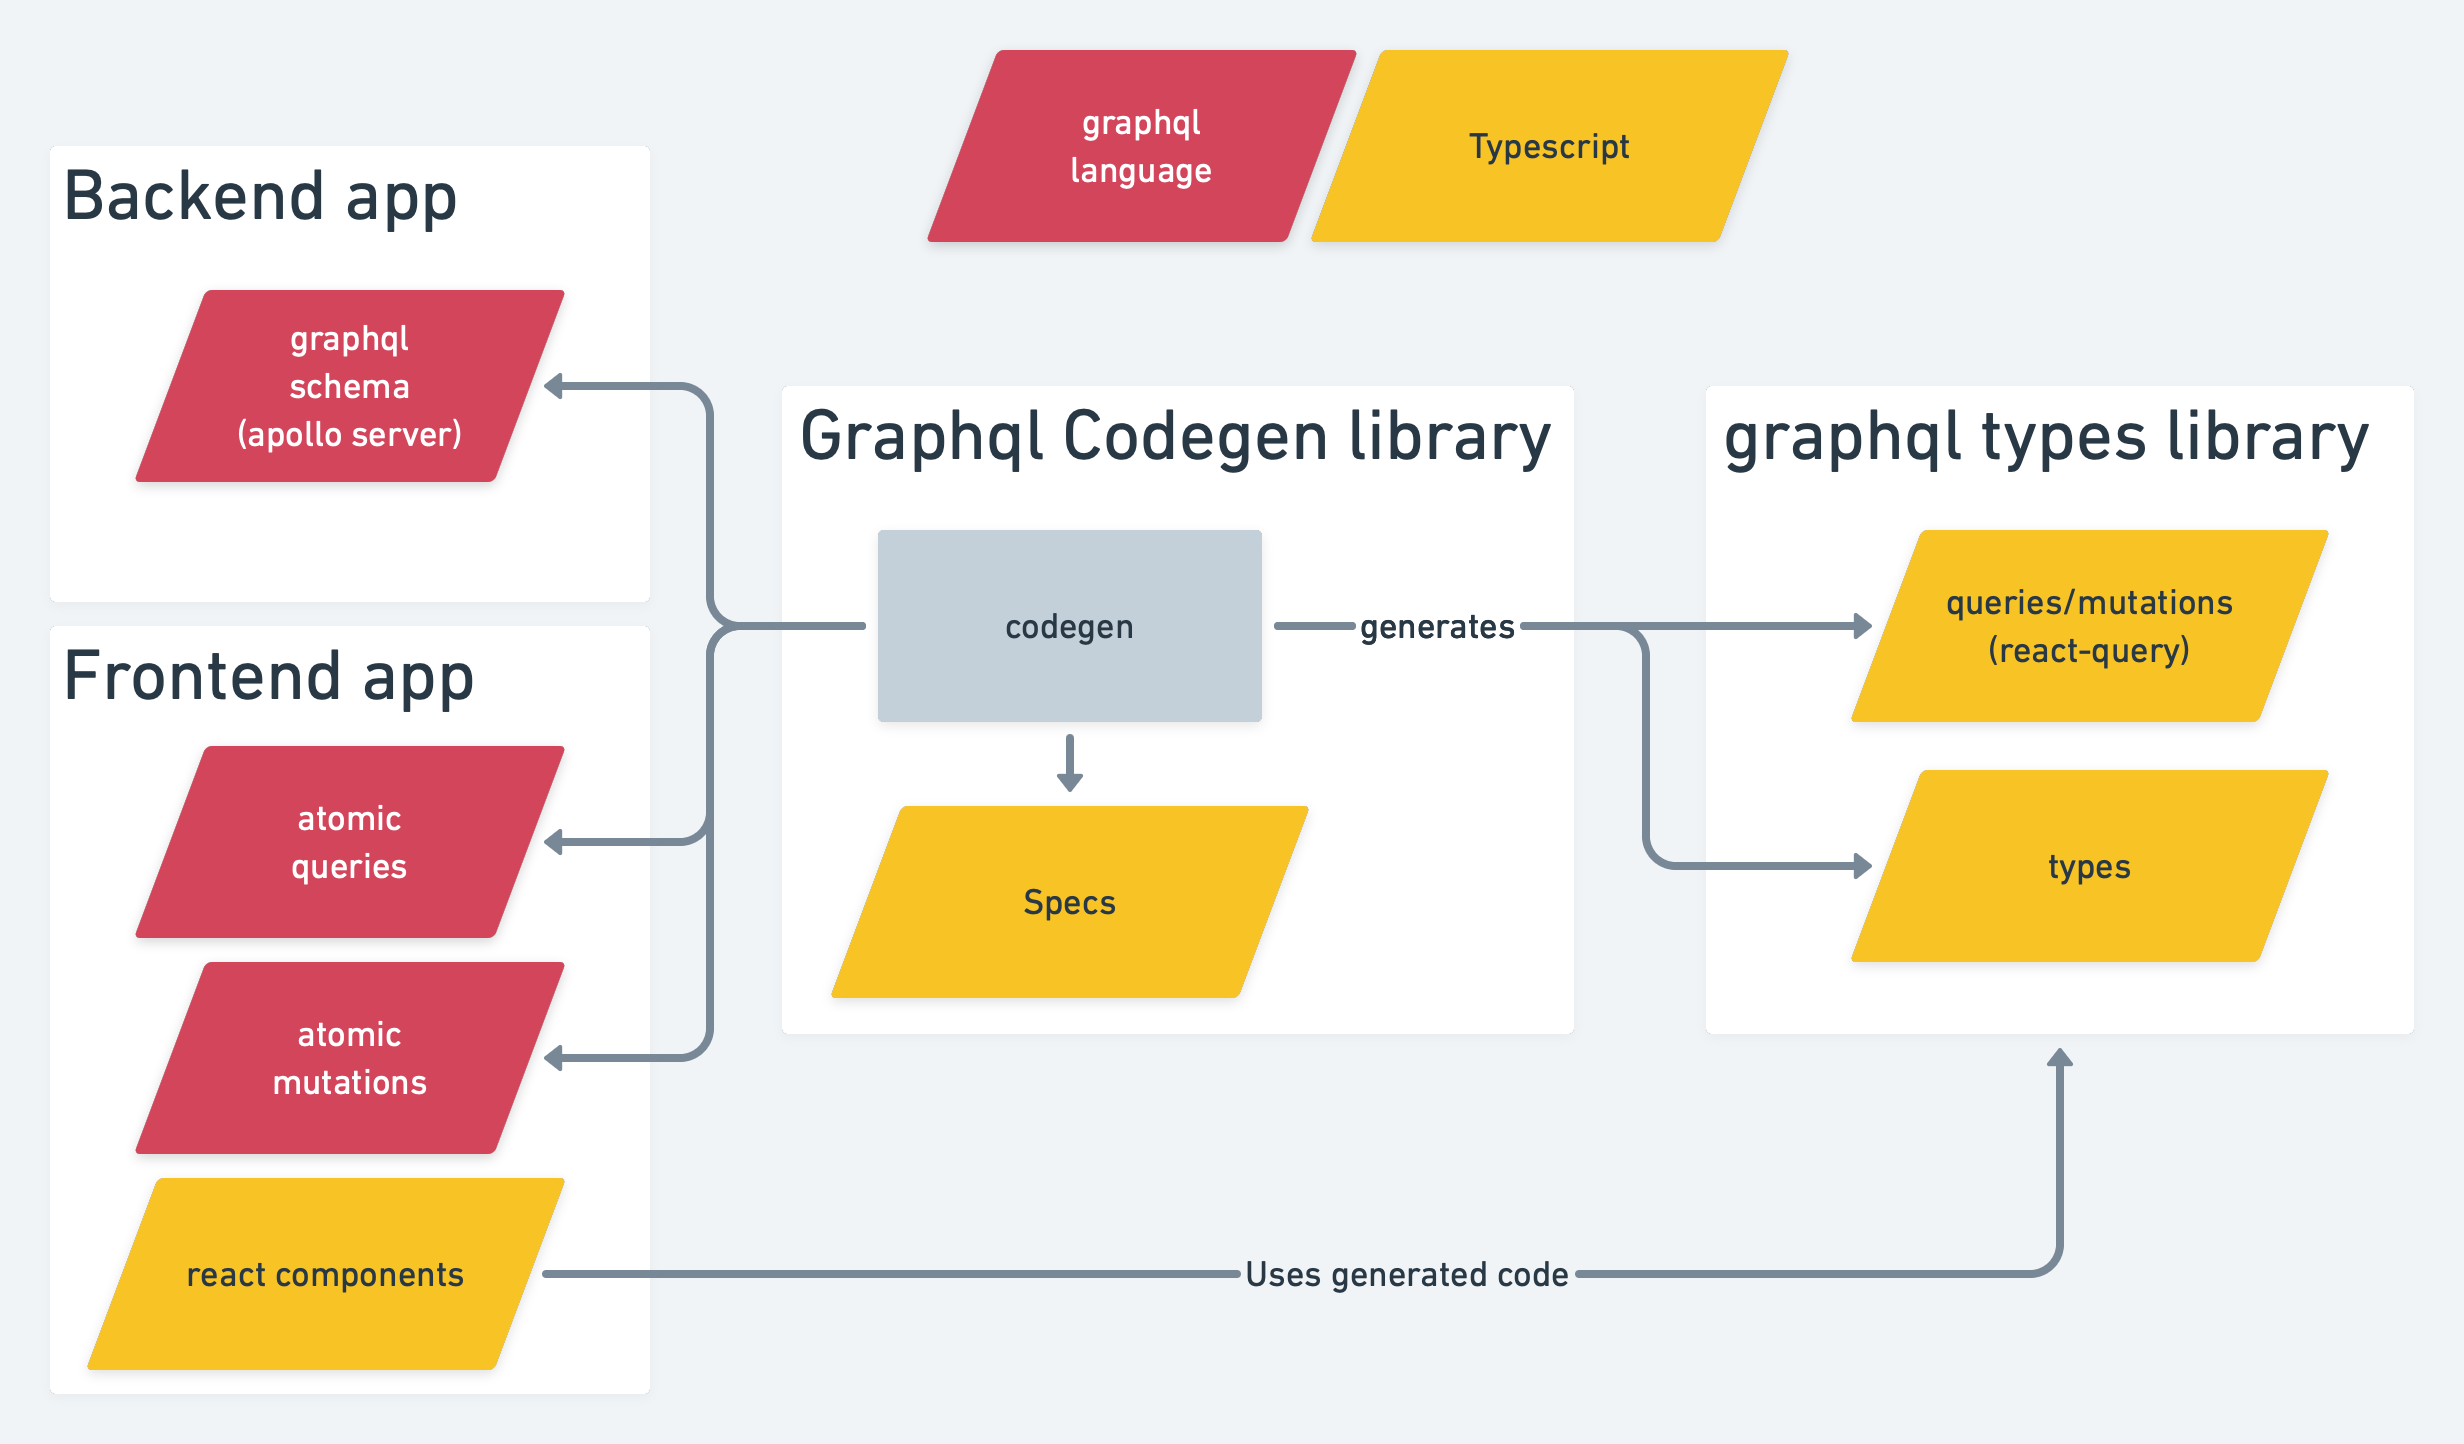 graphql
language
Typescript
Backend app
graphql
schema
(apollo server)
Frontend app
atomic
queries
atomic
mutations
react components
Graphql Codegen library
codegen
generates
Specs
graphql types library
queries/mutations
(react-query)
types
Uses generated code